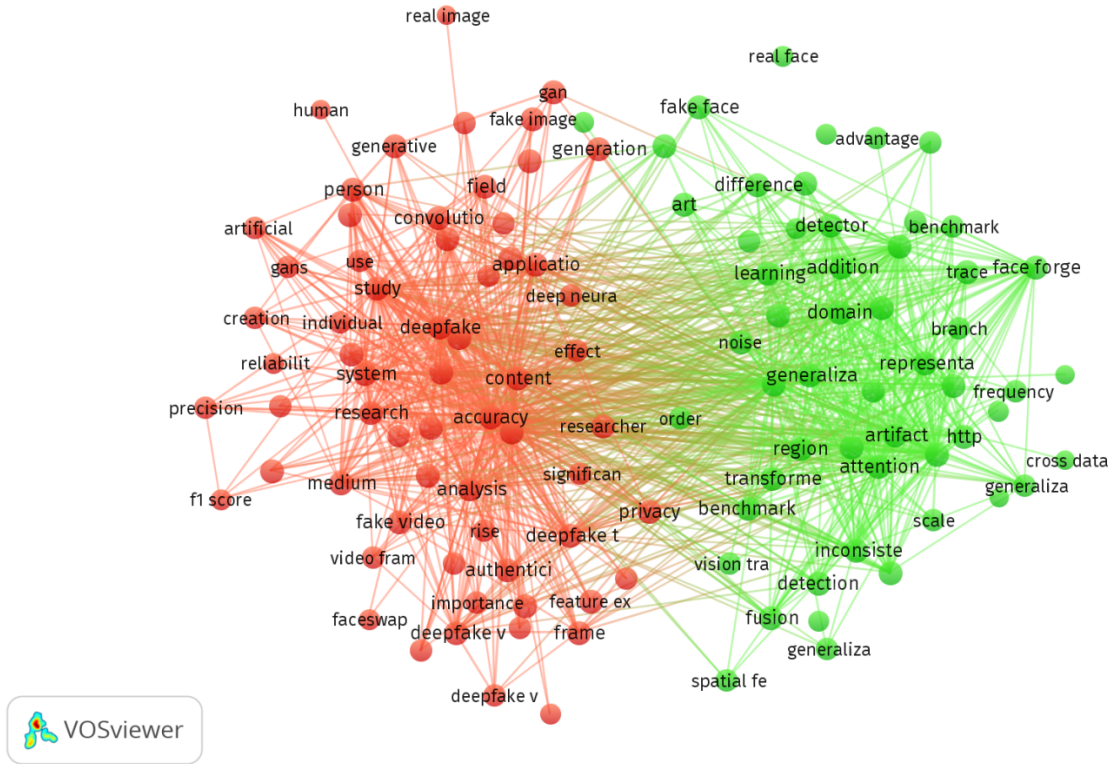 real image
real face
gan
human
fake face
fake image
advantage
generative
generation
person
field
difference
art
convolutio
artificial
detector
benchmark
use
gans
applicatio
learning
addition
trace
face forge
study
deep neura
creation
individual
domain
deepfake
branch
noise
effect
reliabilit
system
content
generaliza
representa
frequency
precision
research
accuracy
researcher
order
artifact
http
region
attention
cross data
significan
transforme
medium
analysis
generaliza
f1 score
privacy
benchmark
fake video
rise
deepfake t
scale
inconsiste
video fram
authentici
vision tra
detection
importance
feature ex
faceswap
deepfake v
frame
fusion
generaliza
spatial fe
deepfake v
VOSviewer